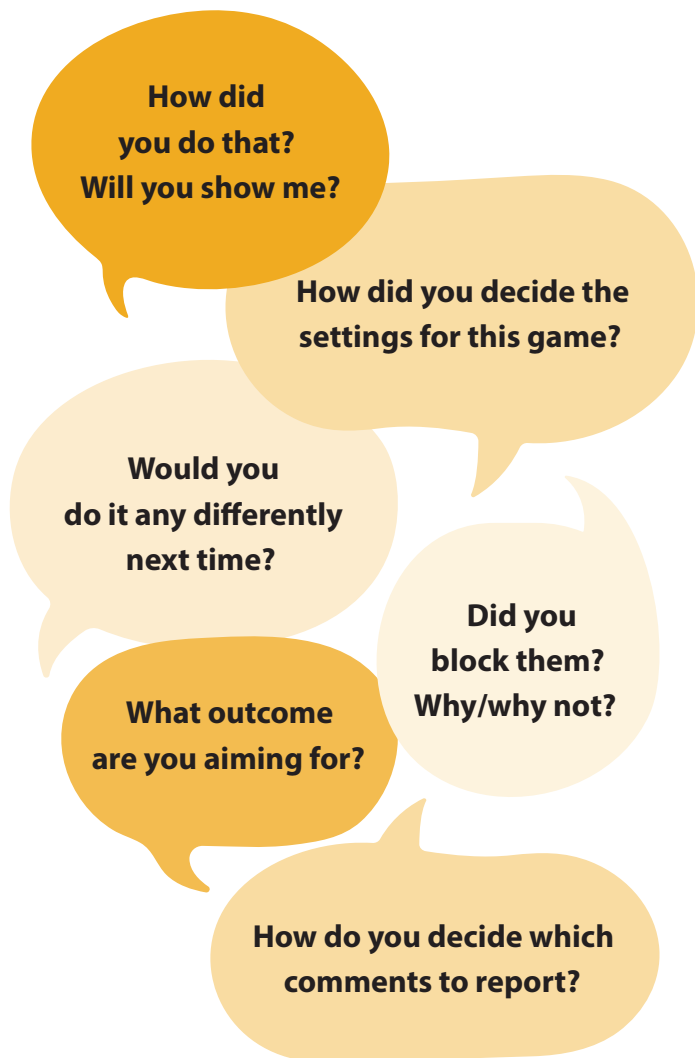 How did
you do that?
Will you show me?
How did you decide the
settings for this game?
Would you
do it any differently
next time?
Did you
block them?
Why/why not?
What outcome
are you aiming for?
How do you decide which
comments to report?